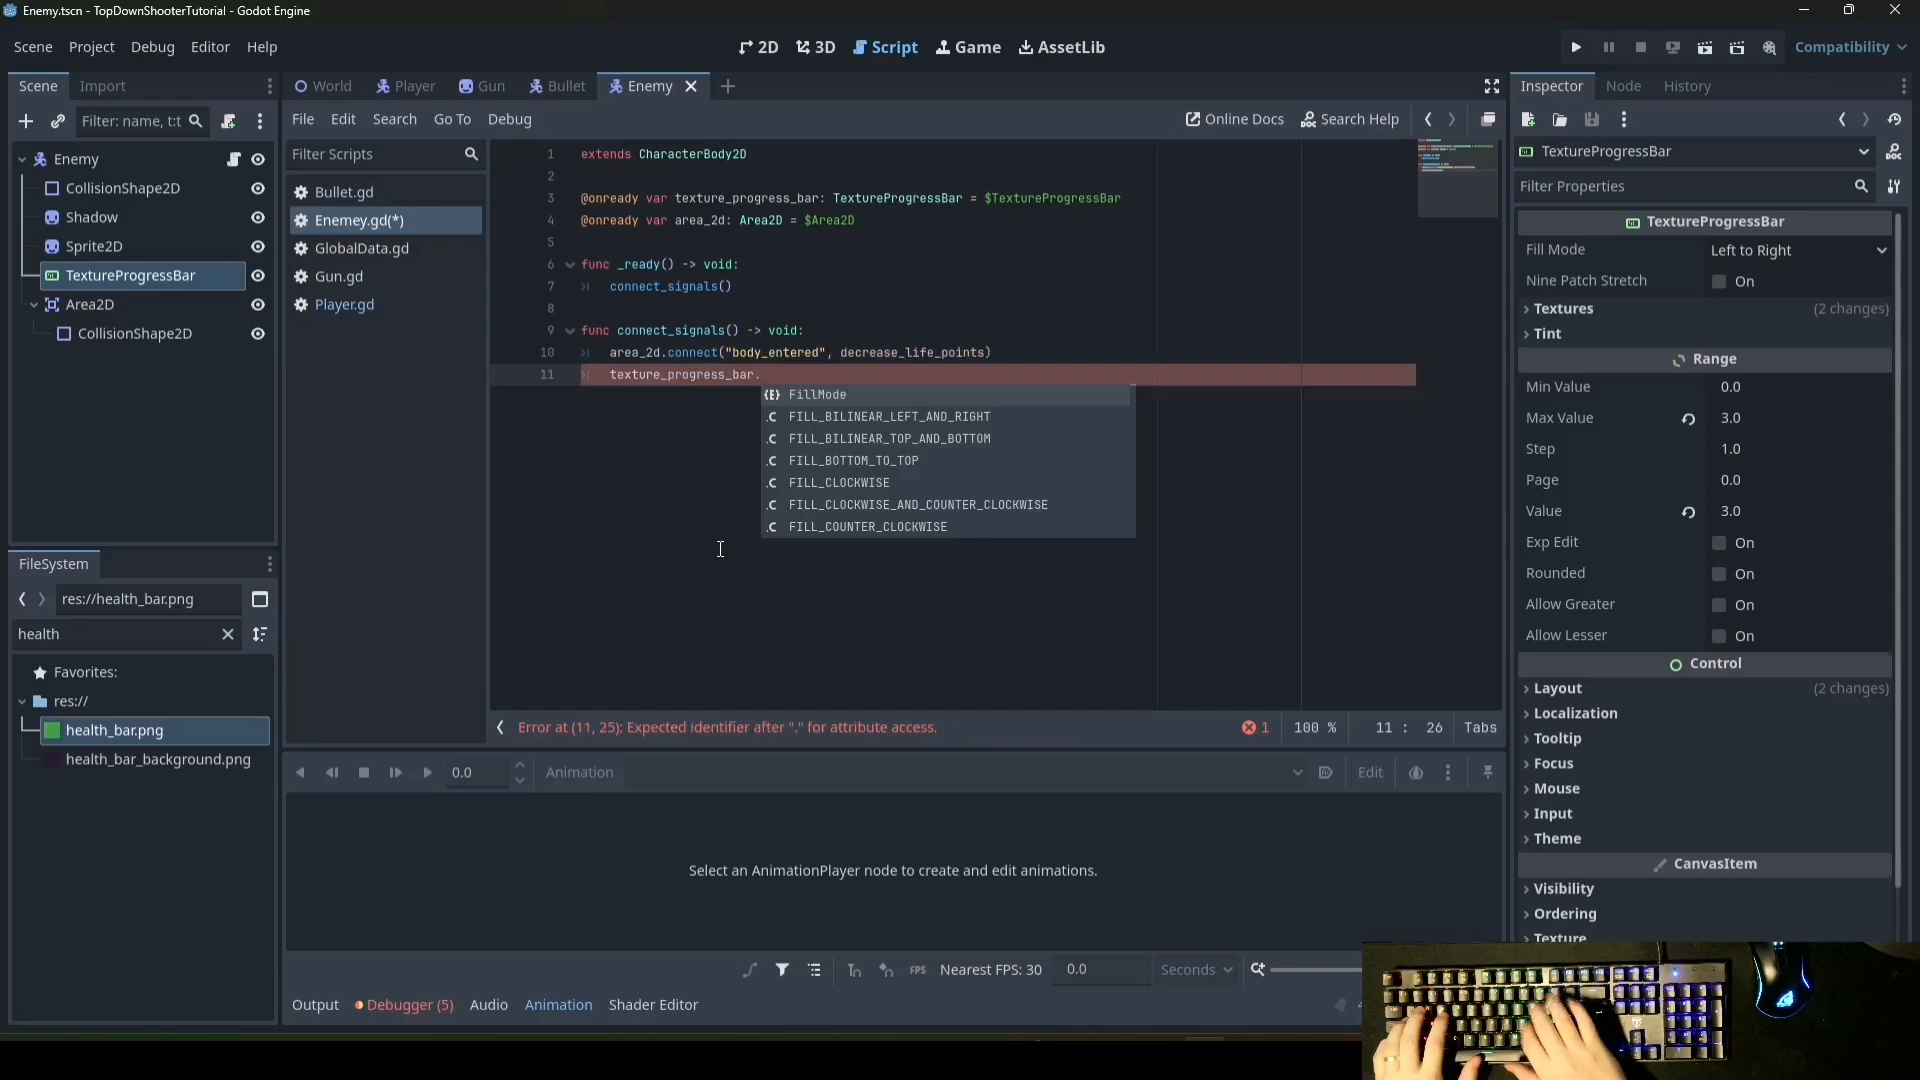 Enemy.tscn - TopDownShooterTutorial - Godot Engine
Scene Project Debug Editor Help
2D 3D Script Game AssetLib
Compatibility
Scene Import
World Player Gun Bullet Enemy
Inspector Node History
Filter: name, t:t
File Edit Search Go To Debug
Online Docs Search Help
Filter Scripts
Bullet.gd
Enemey.gd(*)
GlobalData.gd
Gun.gd
Player.gd
Enemy
CollisionShape2D
Shadow
Sprite2D
TextureProgressBar
Area2D
CollisionShape2D
1 extends CharacterBody2D
2
3 @onready var texture_progress_bar: TextureProgressBar = $TextureProgressBar
4 @onready var area_2d: Area2D = $Area2D
5
6 func _ready() -> void:
7 connect_signals()
8
9 func connect_signals() -> void:
10 area_2d.connect("body_entered", decrease_life_points)
11 texture_progress_bar.
{E} FillMode
.C FILL_BILINEAR_LEFT_AND_RIGHT
.C FILL_BILINEAR_TOP_AND_BOTTOM
.C FILL_BOTTOM_TO_TOP
.C FILL_CLOCKWISE
.C FILL_CLOCKWISE_AND_COUNTER_CLOCKWISE
.C FILL_COUNTER_CLOCKWISE
Error at (11, 25): Expected identifier after "." for attribute access.
1 100 % 11 : 26 Tabs
FileSystem
res://health_bar.png
health
Favorites:
res://
health_bar.png
health_bar_background.png
0.0 Animation Edit
Select an AnimationPlayer node to create and edit animations.
FPS Nearest FPS: 30 0.0 Seconds
Output Debugger (5) Audio Animation Shader Editor
TextureProgressBar
Filter Properties
TextureProgressBar
Fill Mode Left to Right
Nine Patch Stretch On
Textures (2 changes)
Tint
Range
Min Value 0.0
Max Value 3.0
Step 1.0
Page 0.0
Value 3.0
Exp Edit On
Rounded On
Allow Greater On
Allow Lesser On
Control
Layout (2 changes)
Localization
Tooltip
Focus
Mouse
Input
Theme
CanvasItem
Visibility
Ordering
Texture